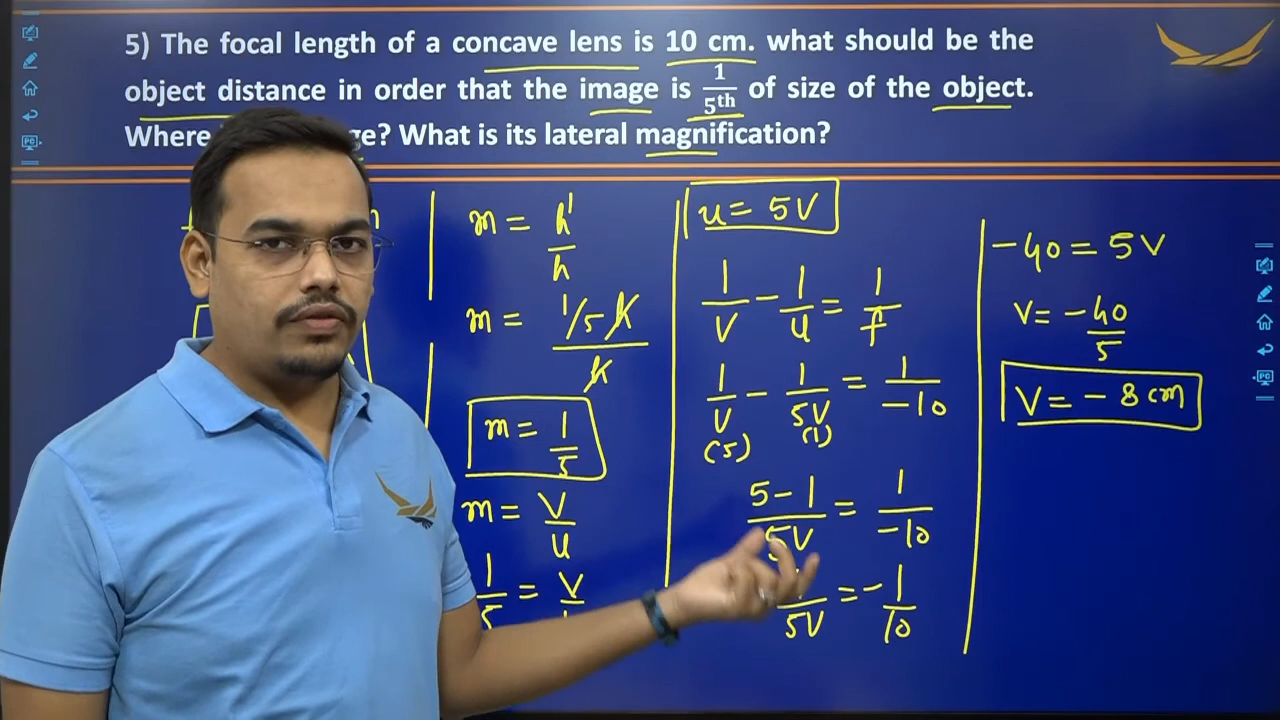 5) The focal length of a concave lens is 10 cm. what should be the
object distance in order that the image is 1/5th of size of the object.
Where ge? What is its lateral magnification?
m = h'/h
m = 1/5 h/h
m = 1/5
m = V/u
1/5 = V/
u = 5V
1/V - 1/u = 1/f
1/V - 1/5V = 1/-10
(5) (1)
5-1/5V = 1/-10
/5V = -1/10
-40 = 5V
V = -40/5
V = -8 cm
PC
PC